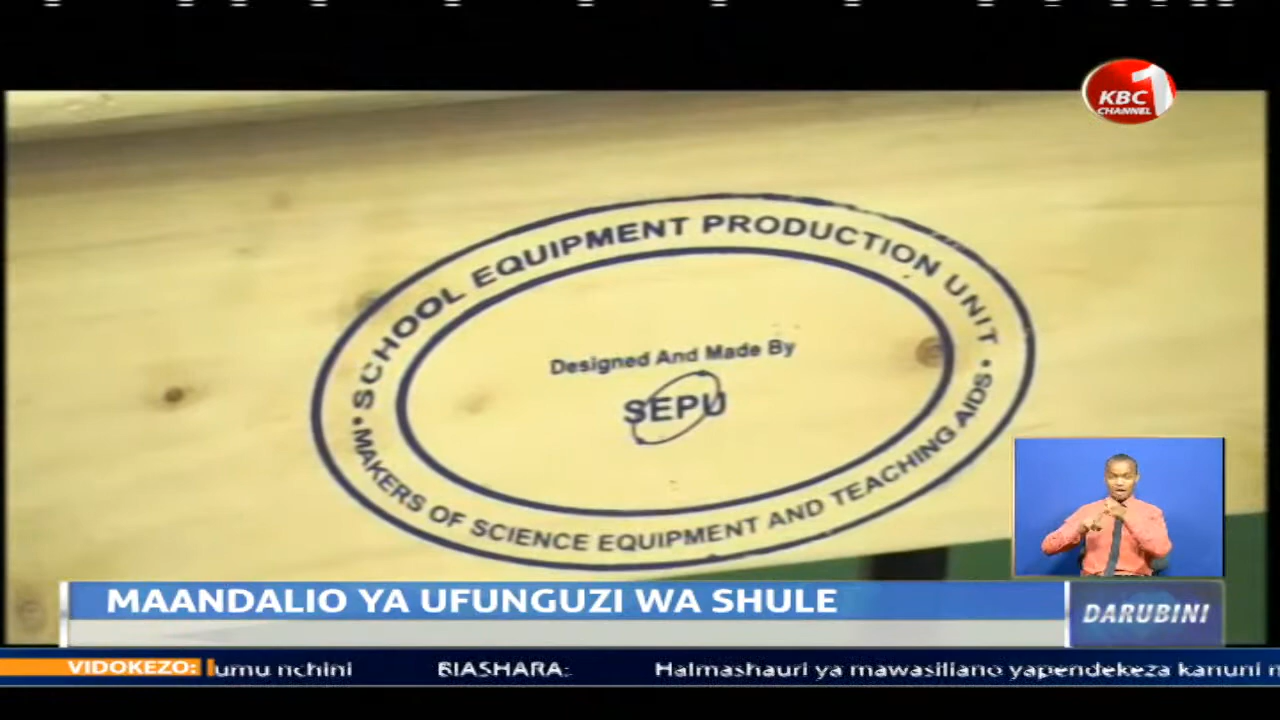 KBC 1
CHANNEL
SCHOOL EQUIPMENT PRODUCTION UNIT
Designed And Made By
SEPU
• MAKERS OF SCIENCE EQUIPMENT AND TEACHING AIDS •
MAANDALIO YA UFUNGUZI WA SHULE
DARUBINI
VIDOKEZO: umu nchini BIASHARA: Halmashauri ya mawasiliano yapendekeza kanuni